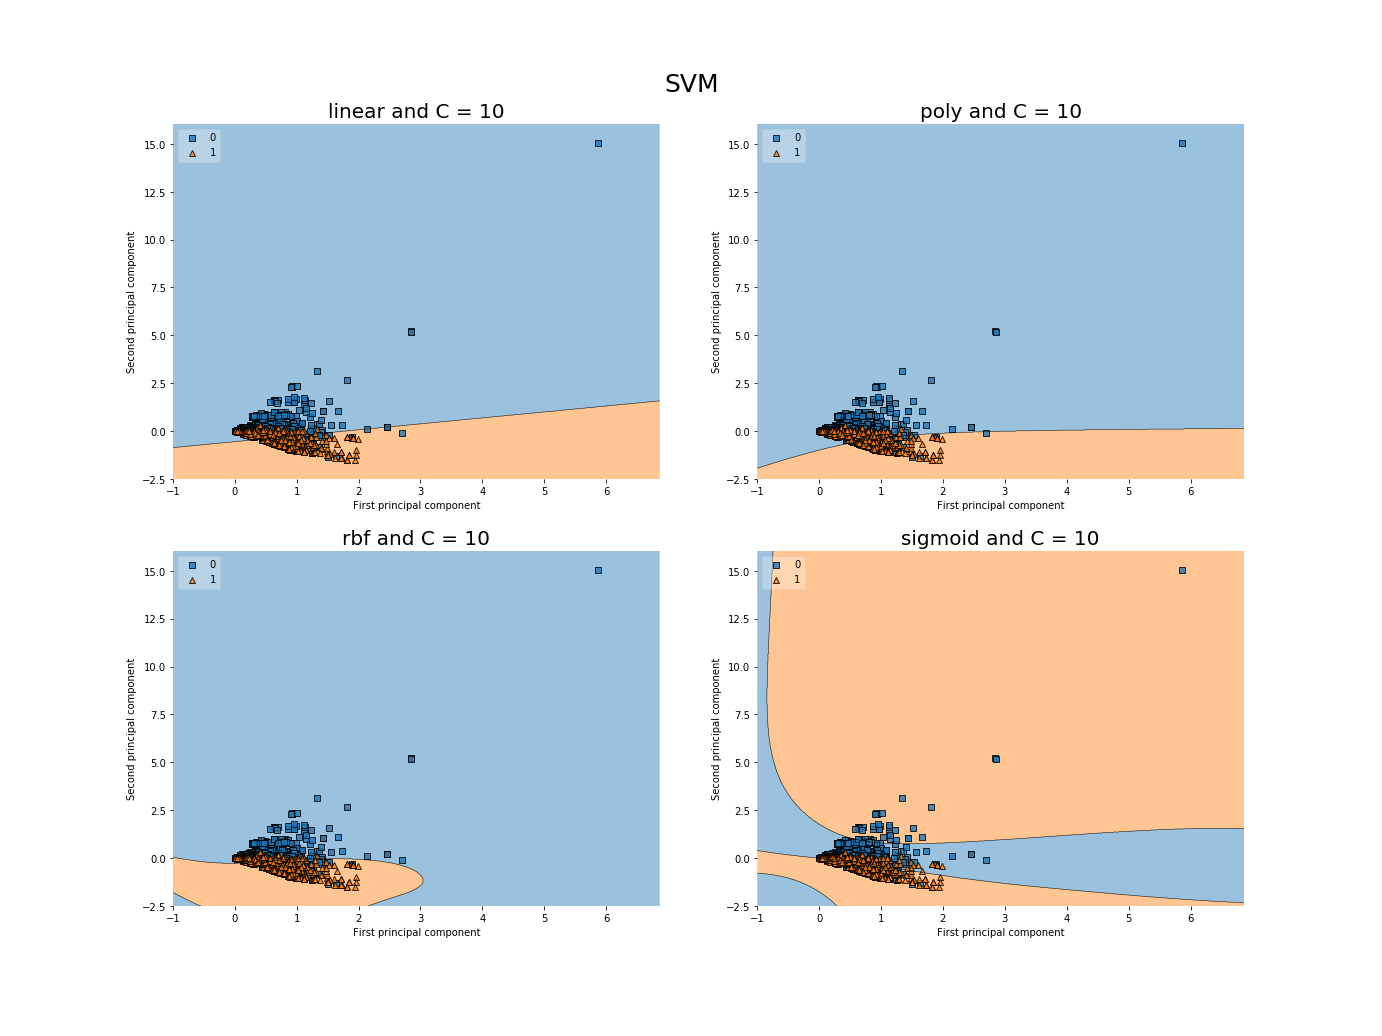 SVM
linear and C = 10
0
1
15.0
12.5
10.0
7.5
5.0
2.5
0.0
−2.5
Second principal component
−1 0 1 2 3 4 5 6
First principal component
poly and C = 10
0
1
15.0
12.5
10.0
7.5
5.0
2.5
0.0
−2.5
Second principal component
−1 0 1 2 3 4 5 6
First principal component
rbf and C = 10
0
1
15.0
12.5
10.0
7.5
5.0
2.5
0.0
−2.5
Second principal component
−1 0 1 2 3 4 5 6
First principal component
sigmoid and C = 10
0
1
15.0
12.5
10.0
7.5
5.0
2.5
0.0
−2.5
Second principal component
−1 0 1 2 3 4 5 6
First principal component